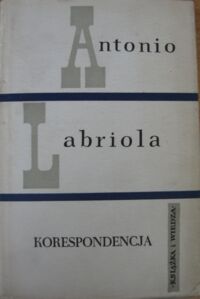 Antonio
Labriola
KORESPONDENCJA
"KSIĄŻKA i WIEDZA"